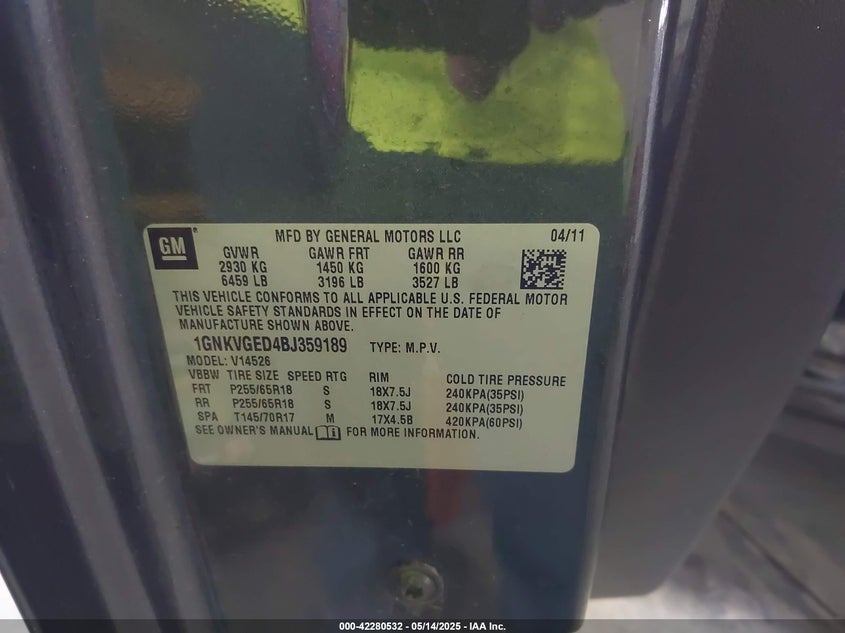 GM
MFD BY GENERAL MOTORS LLC 04/11
GVWR GAWR FRT GAWR RR
2930 KG 1450 KG 1600 KG
6459 LB 3196 LB 3527 LB
THIS VEHICLE CONFORMS TO ALL APPLICABLE U.S. FEDERAL MOTOR
VEHICLE SAFETY STANDARDS IN EFFECT ON THE DATE OF
MANUFACTURE SHOWN ABOVE.
1GNKVGED4BJ359189 TYPE: M.P.V.
MODEL: V14526
VBBW TIRE SIZE SPEED RTG RIM COLD TIRE PRESSURE
FRT P255/65R18 S 18X7.5J 240KPA(35PSI)
RR P255/65R18 S 18X7.5J 240KPA(35PSI)
SPA T145/70R17 M 17X4.5B 420KPA(60PSI)
SEE OWNER'S MANUAL FOR MORE INFORMATION.
000-42280532 - 05/14/2025 - IAA Inc.